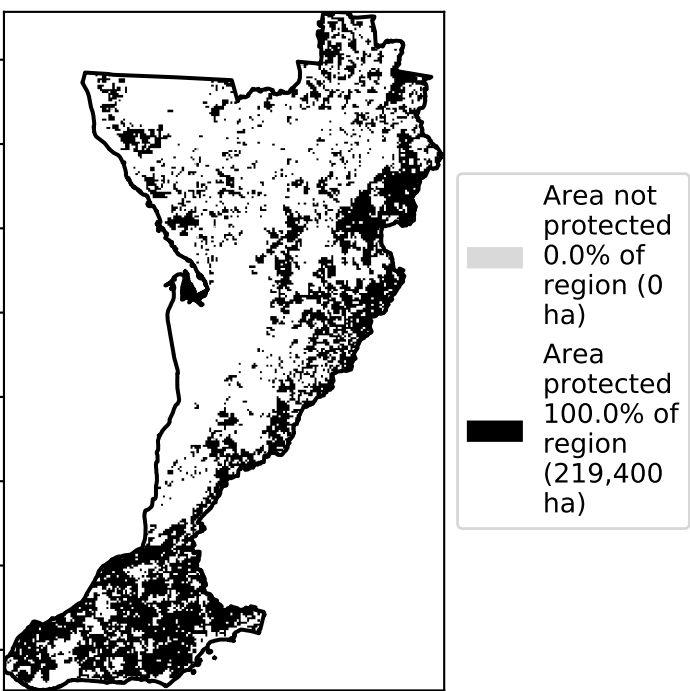 Area not
protected
0.0% of
region (0
ha)
Area
protected
100.0% of
region
(219,400
ha)